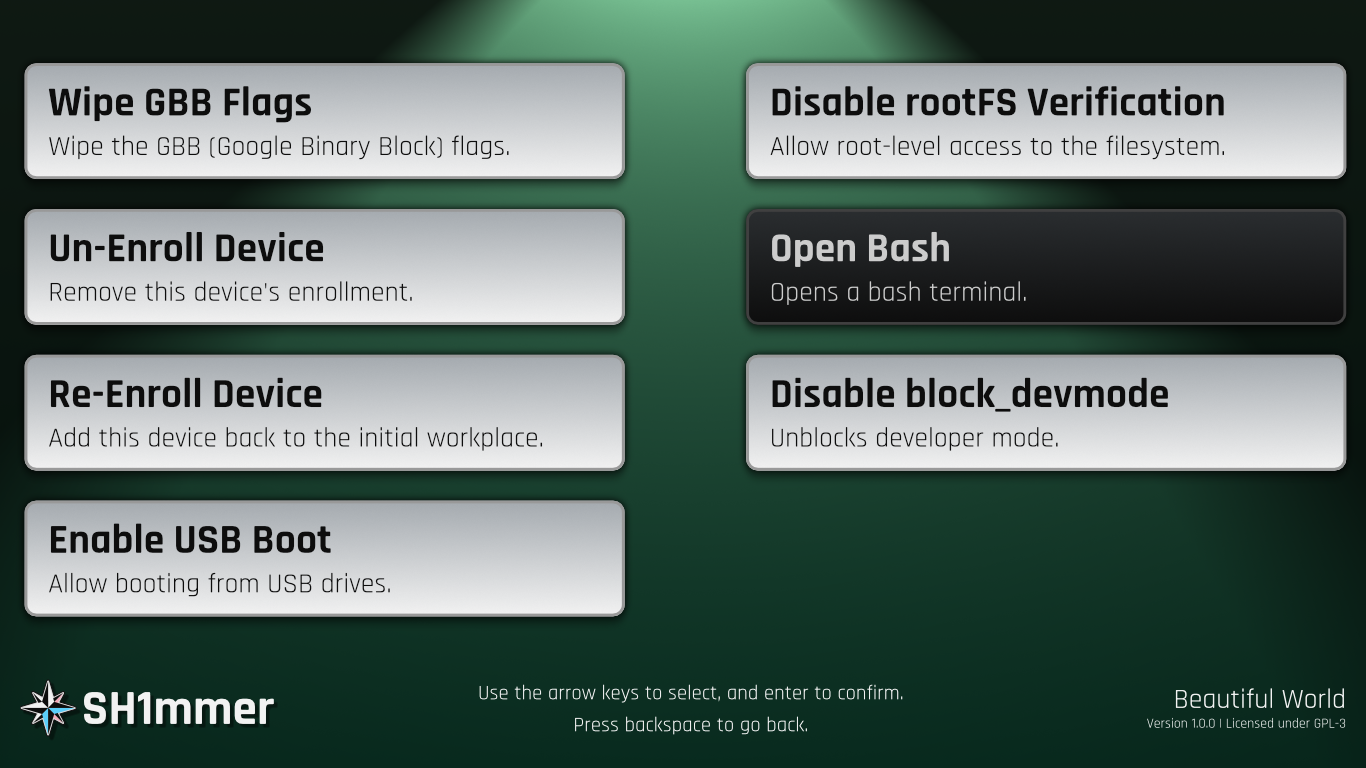 Wipe GBB Flags
Wipe the GBB (Google Binary Block) flags.
Un-Enroll Device
Remove this device's enrollment.
Re-Enroll Device
Add this device back to the initial workplace.
Enable USB Boot
Allow booting from USB drives.
Disable rootFS Verification
Allow root-level access to the filesystem.
Open Bash
Opens a bash terminal.
Disable block_devmode
Unblocks developer mode.
SH1mmer
Use the arrow keys to select, and enter to confirm.
Press backspace to go back.
Beautiful World
Version 1.0.0 | Licensed under GPL-3